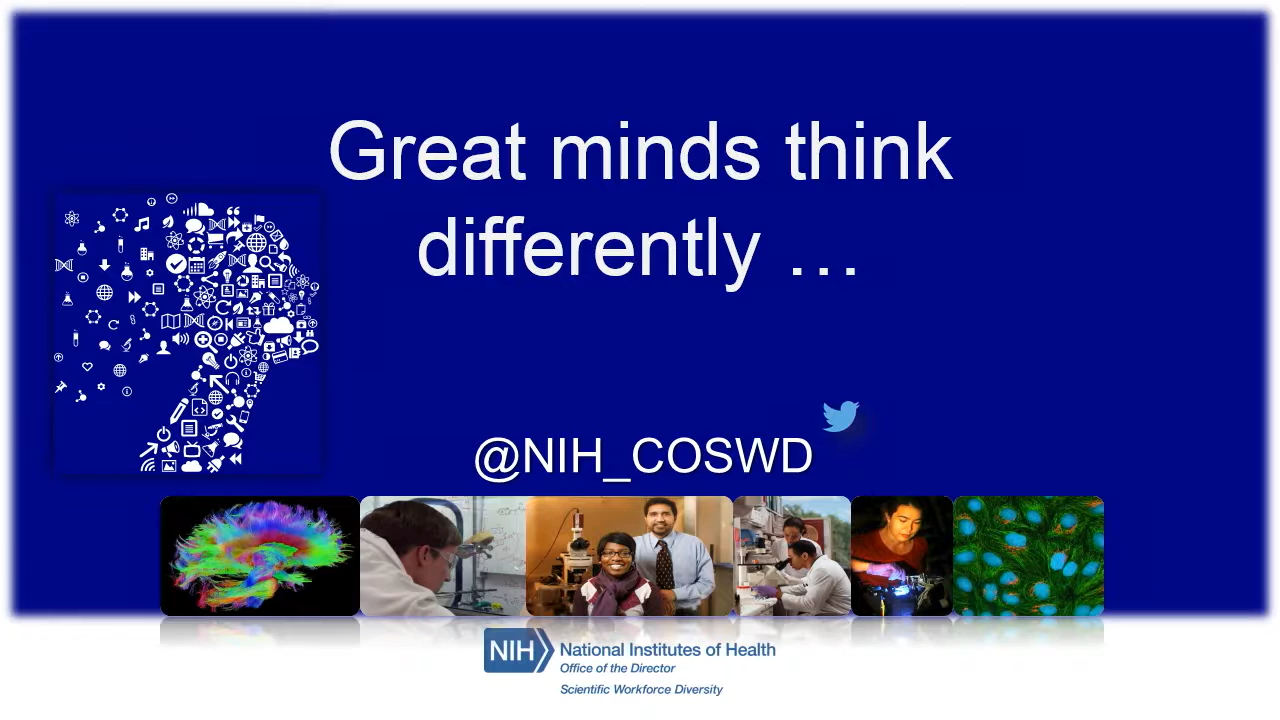 Great minds think
differently …
@NIH_COSWD
NIH
National Institutes of Health
Office of the Director
Scientific Workforce Diversity